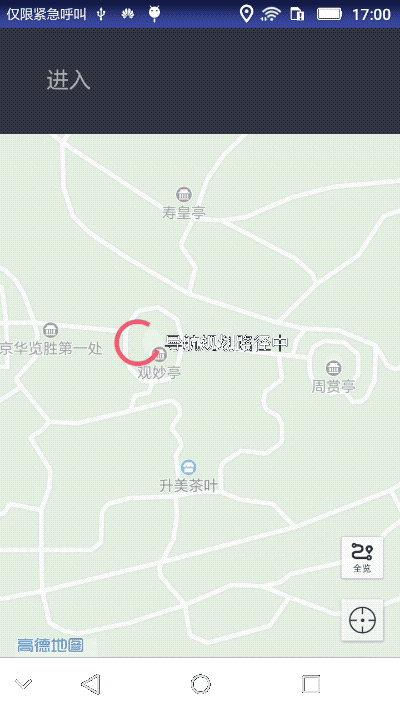 仅限紧急呼叫 17:00
进入
寿皇亭
导航规划路径中
京华览胜第一处
观妙亭
周赏亭
升美茶叶
全览
高德地图